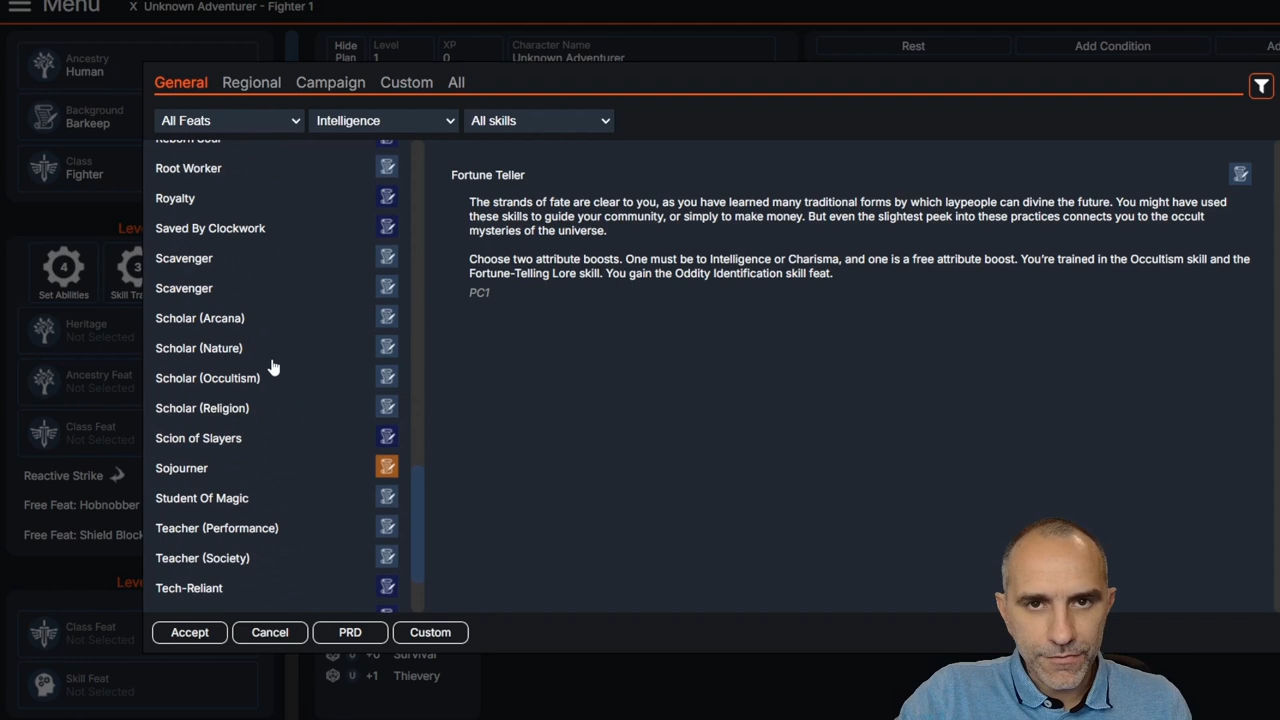 Menu
X Unknown Adventurer - Fighter 1
Ancestry
Human
Background
Barkeep
Class
Fighter
Hide
Plan
Level
1
XP
0
Character Name
Unknown Adventurer
Rest
Add Condition
General Regional Campaign Custom All
All Feats
Intelligence
All skills
Reborn Soul
Root Worker
Royalty
Saved By Clockwork
Scavenger
Scavenger
Scholar (Arcana)
Scholar (Nature)
Scholar (Occultism)
Scholar (Religion)
Scion of Slayers
Sojourner
Student Of Magic
Teacher (Performance)
Teacher (Society)
Tech-Reliant
Fortune Teller
The strands of fate are clear to you, as you have learned many traditional forms by which laypeople can divine the future. You might have used
these skills to guide your community, or simply to make money. But even the slightest peek into these practices connects you to the occult
mysteries of the universe.
Choose two attribute boosts. One must be to Intelligence or Charisma, and one is a free attribute boost. You're trained in the Occultism skill and the
Fortune-Telling Lore skill. You gain the Oddity Identification skill feat.
PC1
Accept
Cancel
PRD
Custom
4
3
Set Abilities
Skill Tra
Heritage
Not Selected
Ancestry Feat
Not Selected
Class Feat
Not Selected
Reactive Strike
Free Feat: Hobnobber
Free Feat: Shield Block
Class Feat
Not Selected
Skill Feat
Not Selected
U +0 Survival
U +1 Thievery